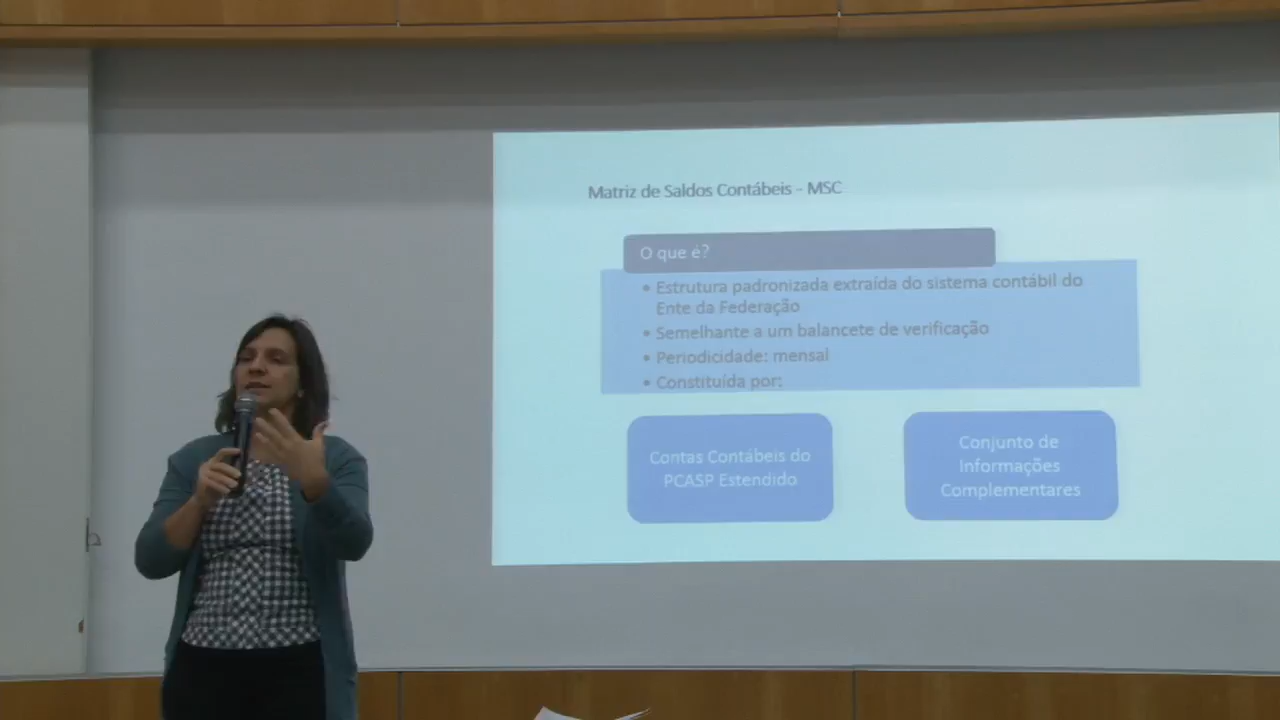 Matriz de Saldos Contábeis - MSC
O que é?
• Estrutura padronizada extraída do sistema contábil do
Ente da Federação
• Semelhante a um balancete de verificação
• Periodicidade: mensal
• Constituída por:
Contas Contábeis do
PCASP Estendido
Conjunto de
Informações
Complementares